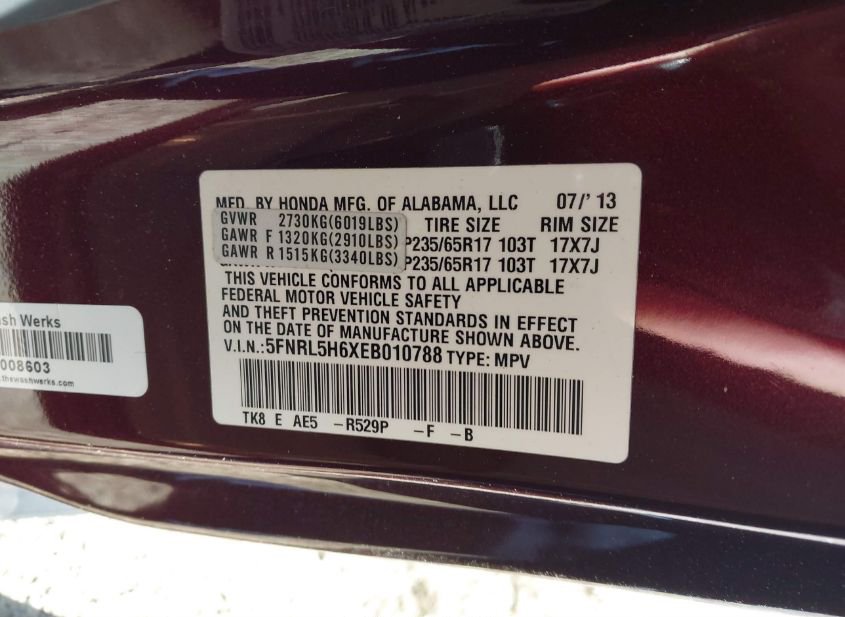 MFD. BY HONDA MFG. OF ALABAMA, LLC 07/' 13
GVWR 2730KG(6019LBS) TIRE SIZE RIM SIZE
GAWR F 1320KG(2910LBS) P235/65R17 103T 17X7J
GAWR R 1515KG(3340LBS) P235/65R17 103T 17X7J
THIS VEHICLE CONFORMS TO ALL APPLICABLE
FEDERAL MOTOR VEHICLE SAFETY
AND THEFT PREVENTION STANDARDS IN EFFECT
ON THE DATE OF MANUFACTURE SHOWN ABOVE.
V.I.N.:5FNRL5H6XEB010788 TYPE: MPV
TK8 E AE5 -R529P -F -B
ash Werks
008603
thewashwerks.com